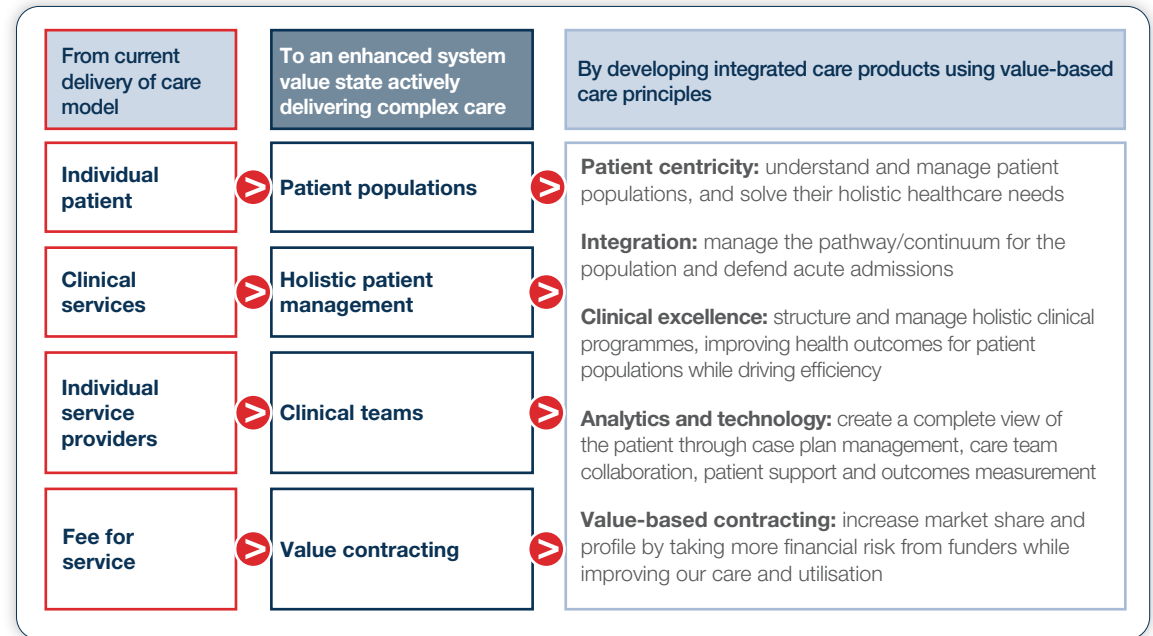 From current
delivery of care
model
To an enhanced system
value state actively
delivering complex care
By developing integrated care products using value-based
care principles
Individual
patient
>
Patient populations
>
Clinical
services
>
Holistic patient
management
>
Individual
service
providers
>
Clinical teams
>
Fee for
service
>
Value contracting
>
Patient centricity: understand and manage patient
populations, and solve their holistic healthcare needs
Integration: manage the pathway/continuum for the
population and defend acute admissions
Clinical excellence: structure and manage holistic clinical
programmes, improving health outcomes for patient
populations while driving efficiency
Analytics and technology: create a complete view of
the patient through case plan management, care team
collaboration, patient support and outcomes measurement
Value-based contracting: increase market share and
profile by taking more financial risk from funders while
improving our care and utilisation